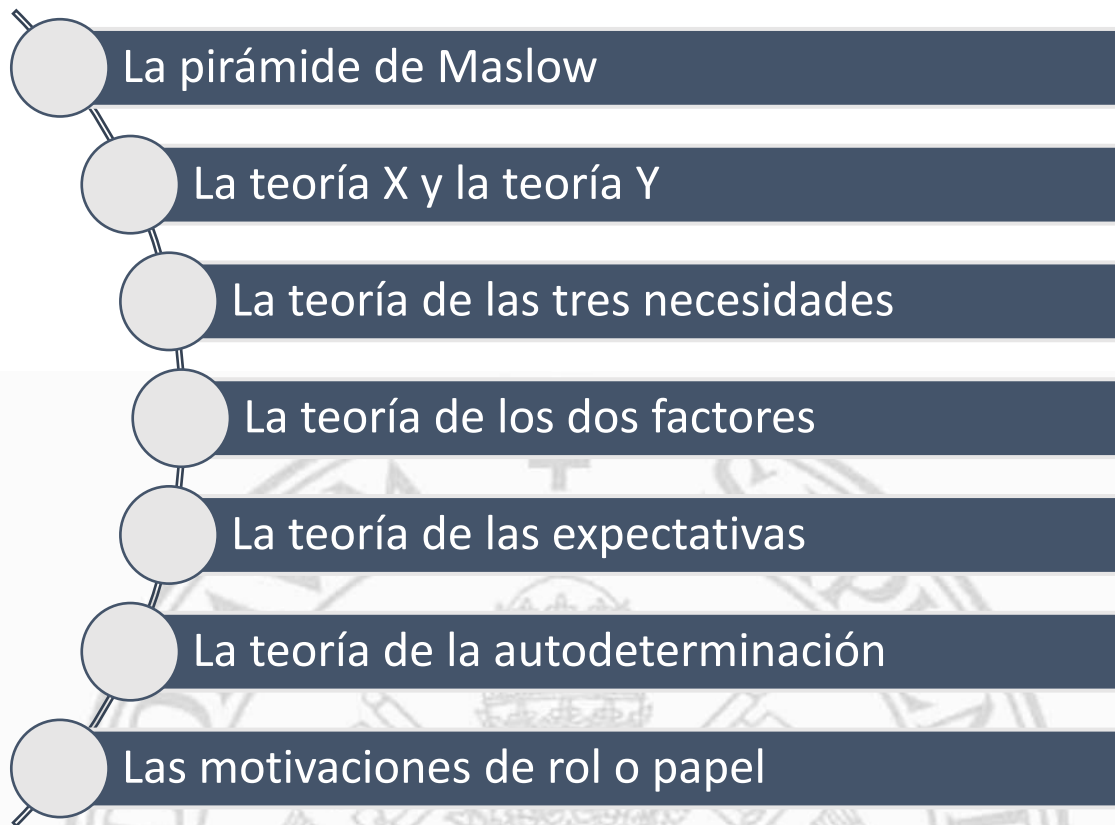 La pirámide de Maslow
La teoría X y la teoría Y
La teoría de las tres necesidades
La teoría de los dos factores
La teoría de las expectativas
La teoría de la autodeterminación
Las motivaciones de rol o papel